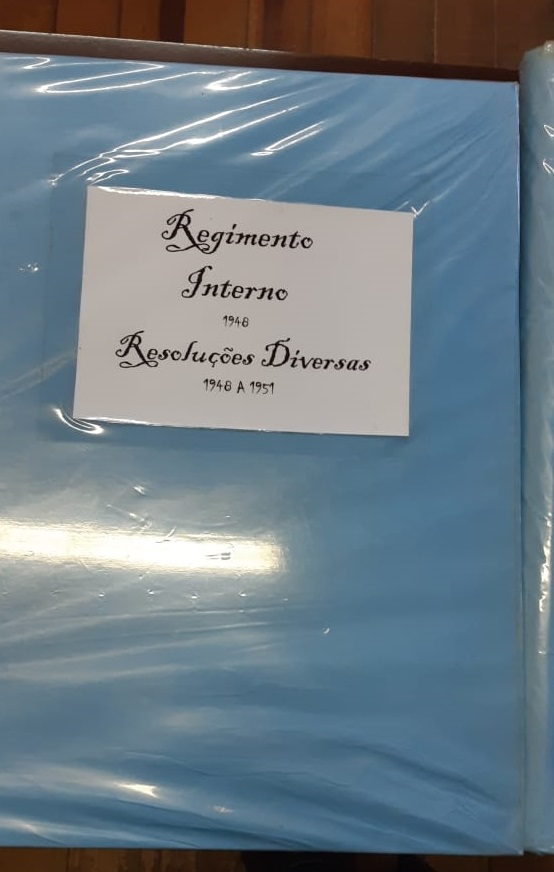 Regimento
Interno
1948
Resoluções Diversas
1948 A 1951